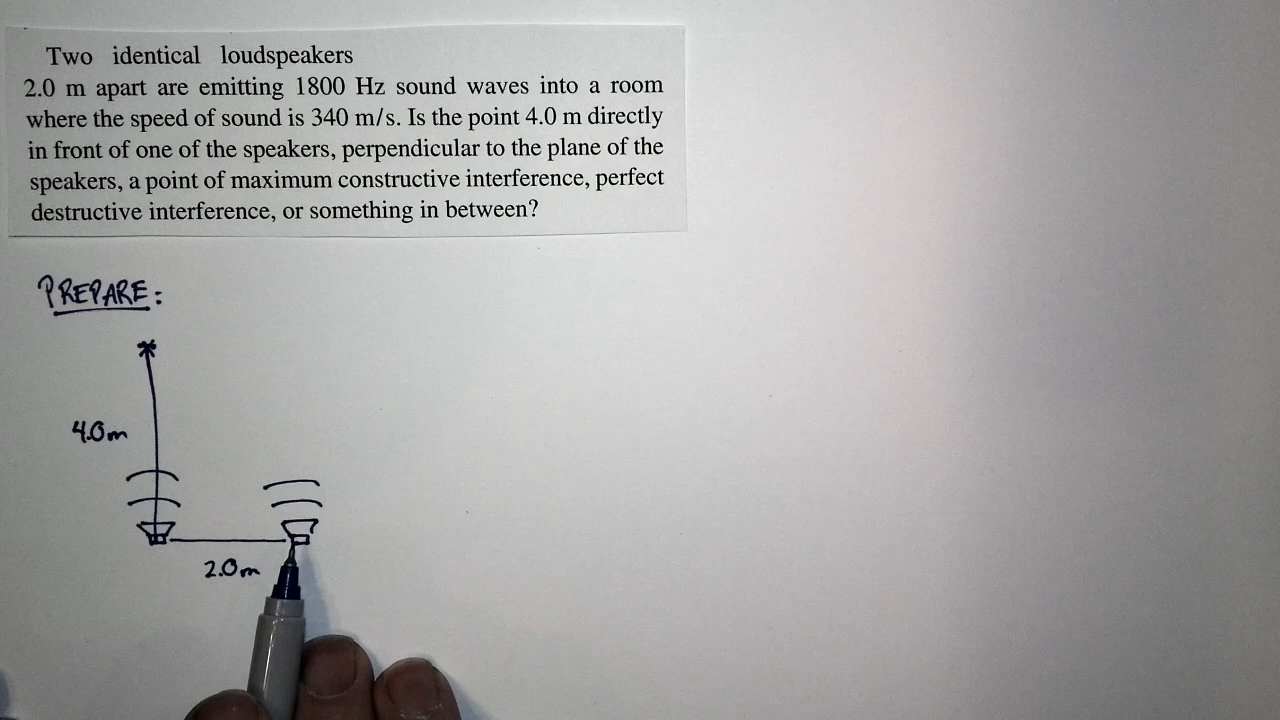 Two identical loudspeakers
2.0 m apart are emitting 1800 Hz sound waves into a room
where the speed of sound is 340 m/s. Is the point 4.0 m directly
in front of one of the speakers, perpendicular to the plane of the
speakers, a point of maximum constructive interference, perfect
destructive interference, or something in between?
PREPARE:
4.0m
2.0m